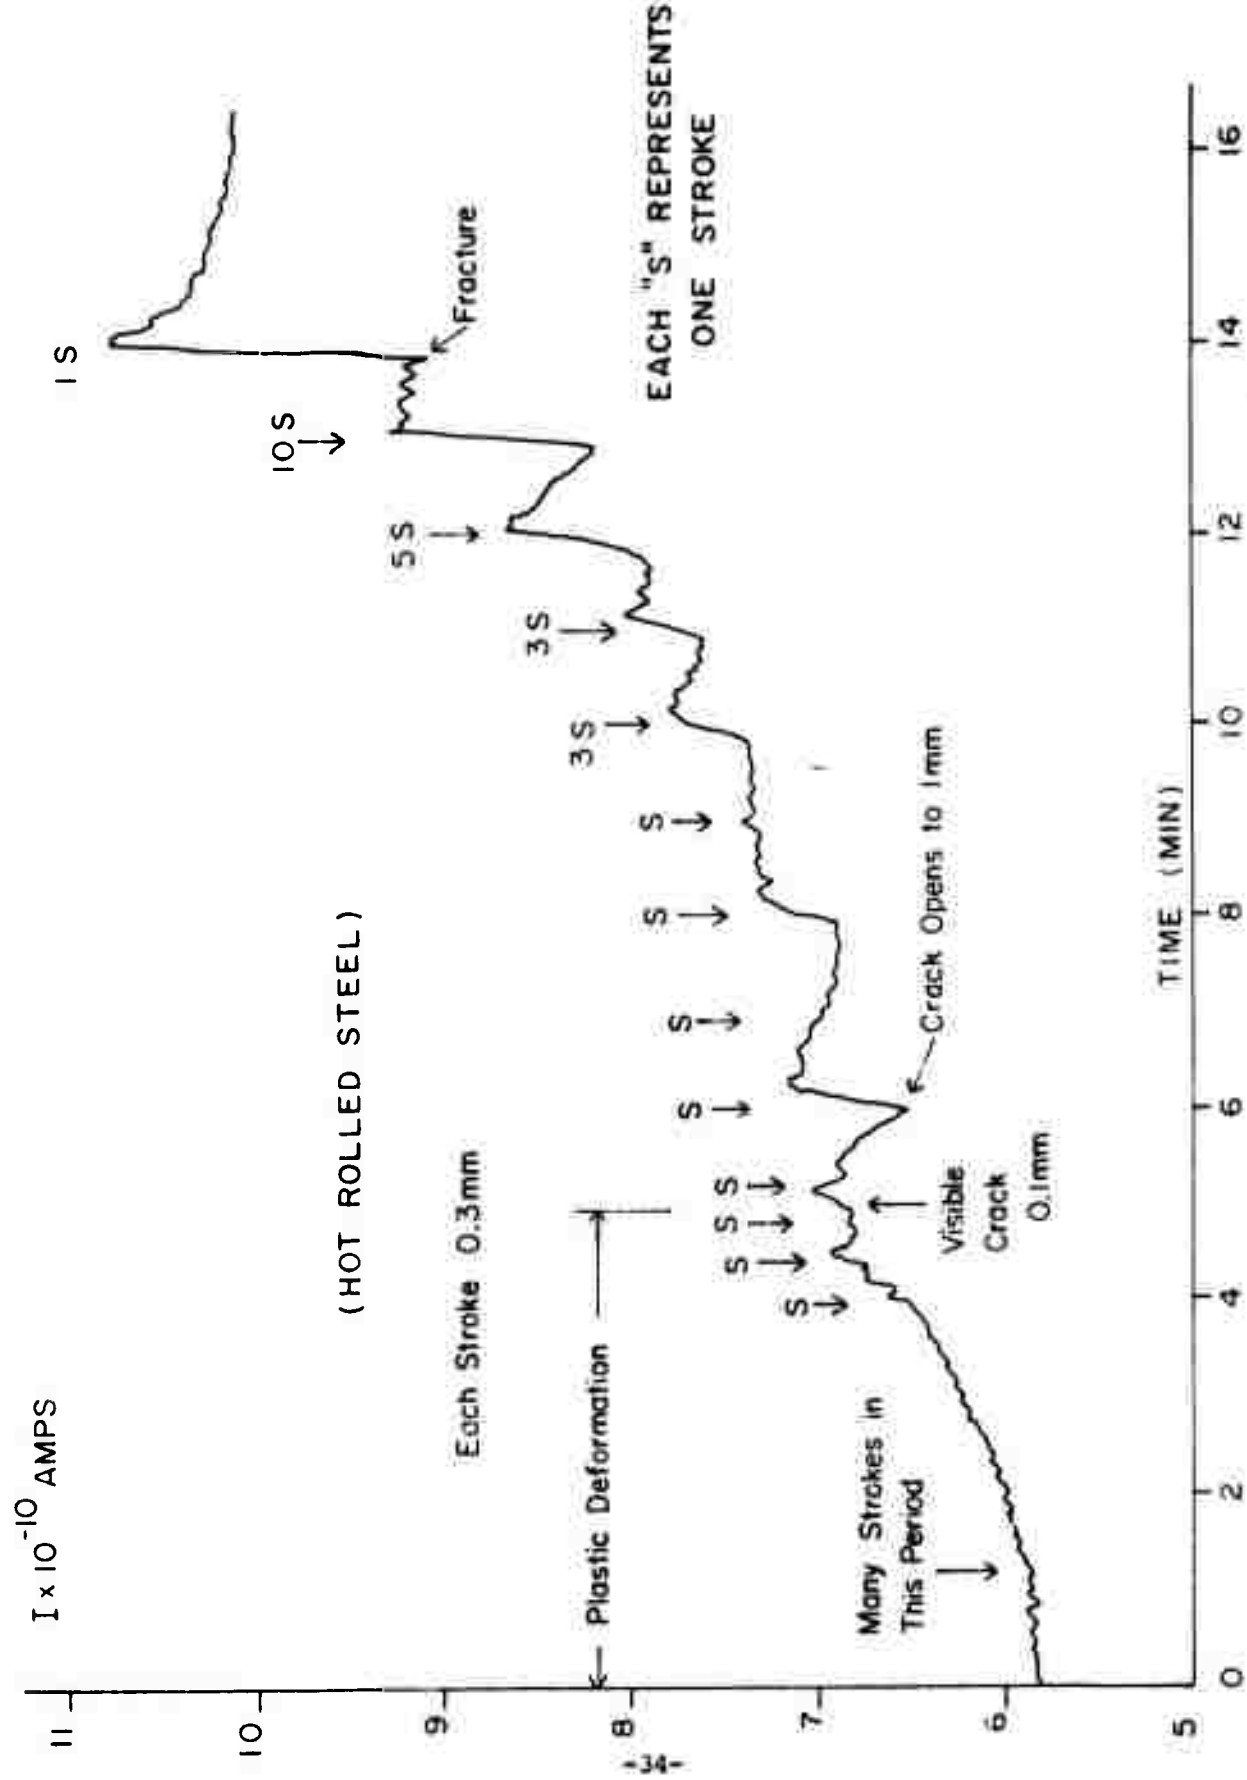 I x 10⁻¹⁰ AMPS
11
10
9
8
7
6
5
(HOT ROLLED STEEL)
Each Stroke 0.3mm
Plastic Deformation
Many Strokes in
This Period
S
S
S
S
S
S
S
S
3S
3S
5S
10S
1S
Visible
Crack
0.1mm
Crack Opens to 1mm
Fracture
EACH "S" REPRESENTS
ONE STROKE
0
2
4
6
8
10
12
14
16
TIME (MIN)
-34-